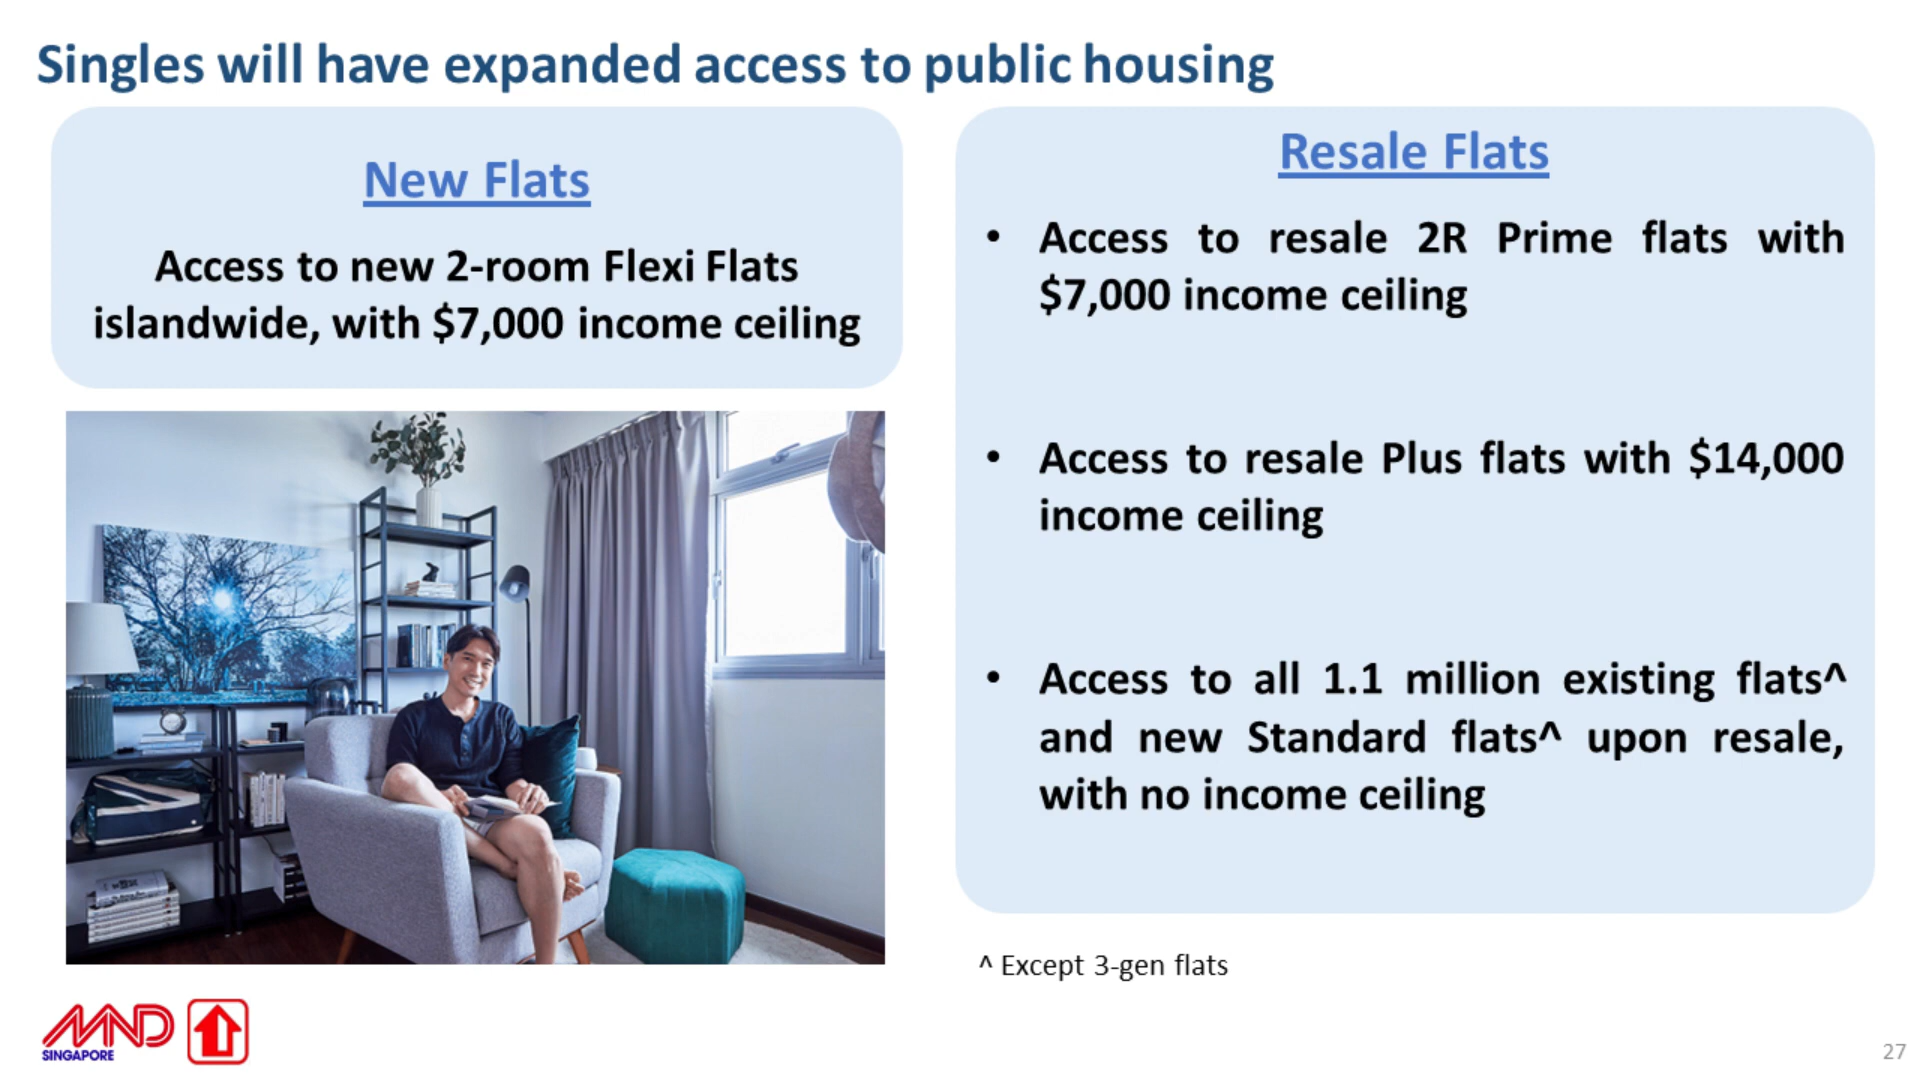 Singles will have expanded access to public housing
New Flats
Access to new 2-room Flexi Flats
islandwide, with $7,000 income ceiling
Resale Flats
• Access to resale 2R Prime flats with
$7,000 income ceiling
• Access to resale Plus flats with $14,000
income ceiling
• Access to all 1.1 million existing flats^
and new Standard flats^ upon resale,
with no income ceiling
^ Except 3-gen flats
MND
SINGAPORE
27